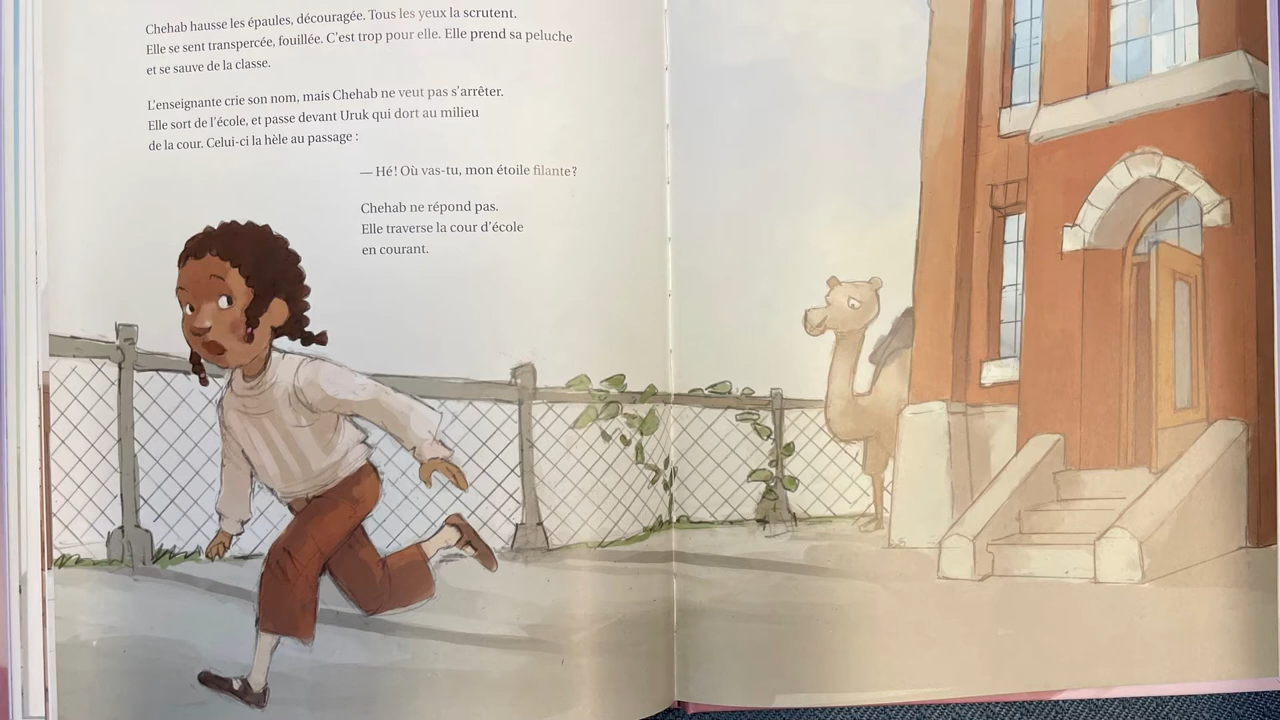 Chehab hausse les épaules, découragée. Tous les yeux la scrutent.
Elle se sent transpercée, fouillée. C'est trop pour elle. Elle prend sa peluche
et se sauve de la classe.
L'enseignante crie son nom, mais Chehab ne veut pas s'arrêter.
Elle sort de l'école, et passe devant Uruk qui dort au milieu
de la cour. Celui-ci la hèle au passage :
— Hé! Où vas-tu, mon étoile filante?
Chehab ne répond pas.
Elle traverse la cour d'école
en courant.